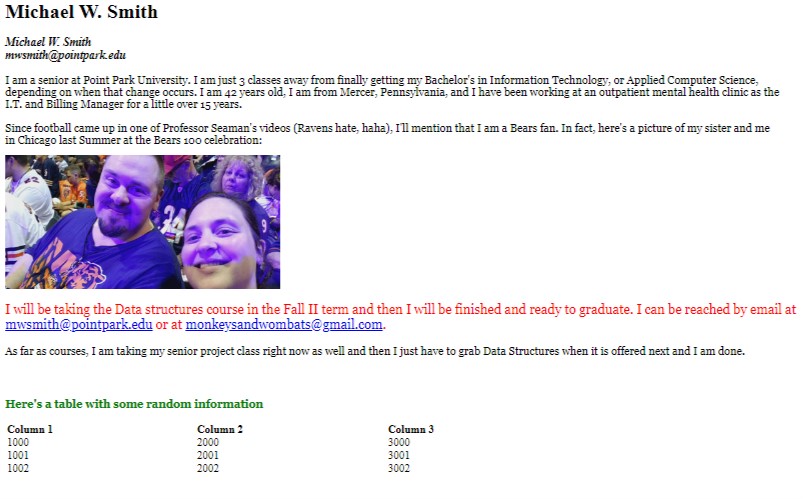 Michael W. Smith
Michael W. Smith
mwsmith@pointpark.edu
I am a senior at Point Park University. I am just 3 classes away from finally getting my Bachelor's in Information Technology, or Applied Computer Science,
depending on when that change occurs. I am 42 years old, I am from Mercer, Pennsylvania, and I have been working at an outpatient mental health clinic as the
I.T. and Billing Manager for a little over 15 years.
Since football came up in one of Professor Seaman's videos (Ravens hate, haha), I'll mention that I am a Bears fan. In fact, here's a picture of my sister and me
in Chicago last Summer at the Bears 100 celebration:
I will be taking the Data structures course in the Fall II term and then I will be finished and ready to graduate. I can be reached by email at
mwsmith@pointpark.edu or at monkeysandwombats@gmail.com.
As far as courses, I am taking my senior project class right now as well and then I just have to grab Data Structures when it is offered next and I am done.
Here's a table with some random information
Column 1 Column 2 Column 3
1000 2000 3000
1001 2001 3001
1002 2002 3002